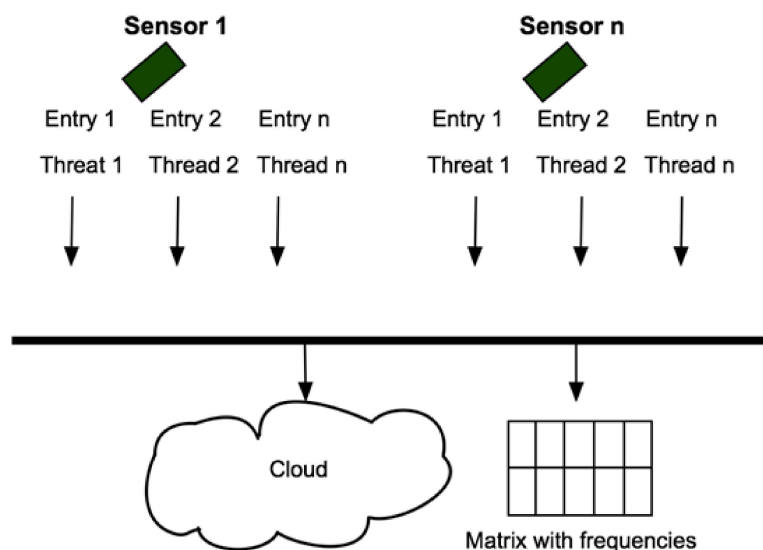 Sensor 1
Sensor n
Entry 1 Entry 2 Entry n
Entry 1 Entry 2 Entry n
Threat 1 Thread 2 Thread n
Threat 1 Thread 2 Thread n
Cloud
Matrix with frequencies